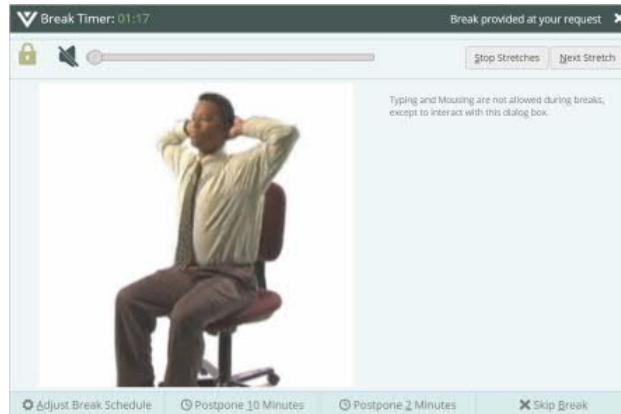 Break Timer: 01:17
Break provided at your request
Stop Stretches
Next Stretch
Typing and Mousing are not allowed during breaks,
except to interact with this dialog box.
Adjust Break Schedule
Postpone 10 Minutes
Postpone 2 Minutes
Skip Break